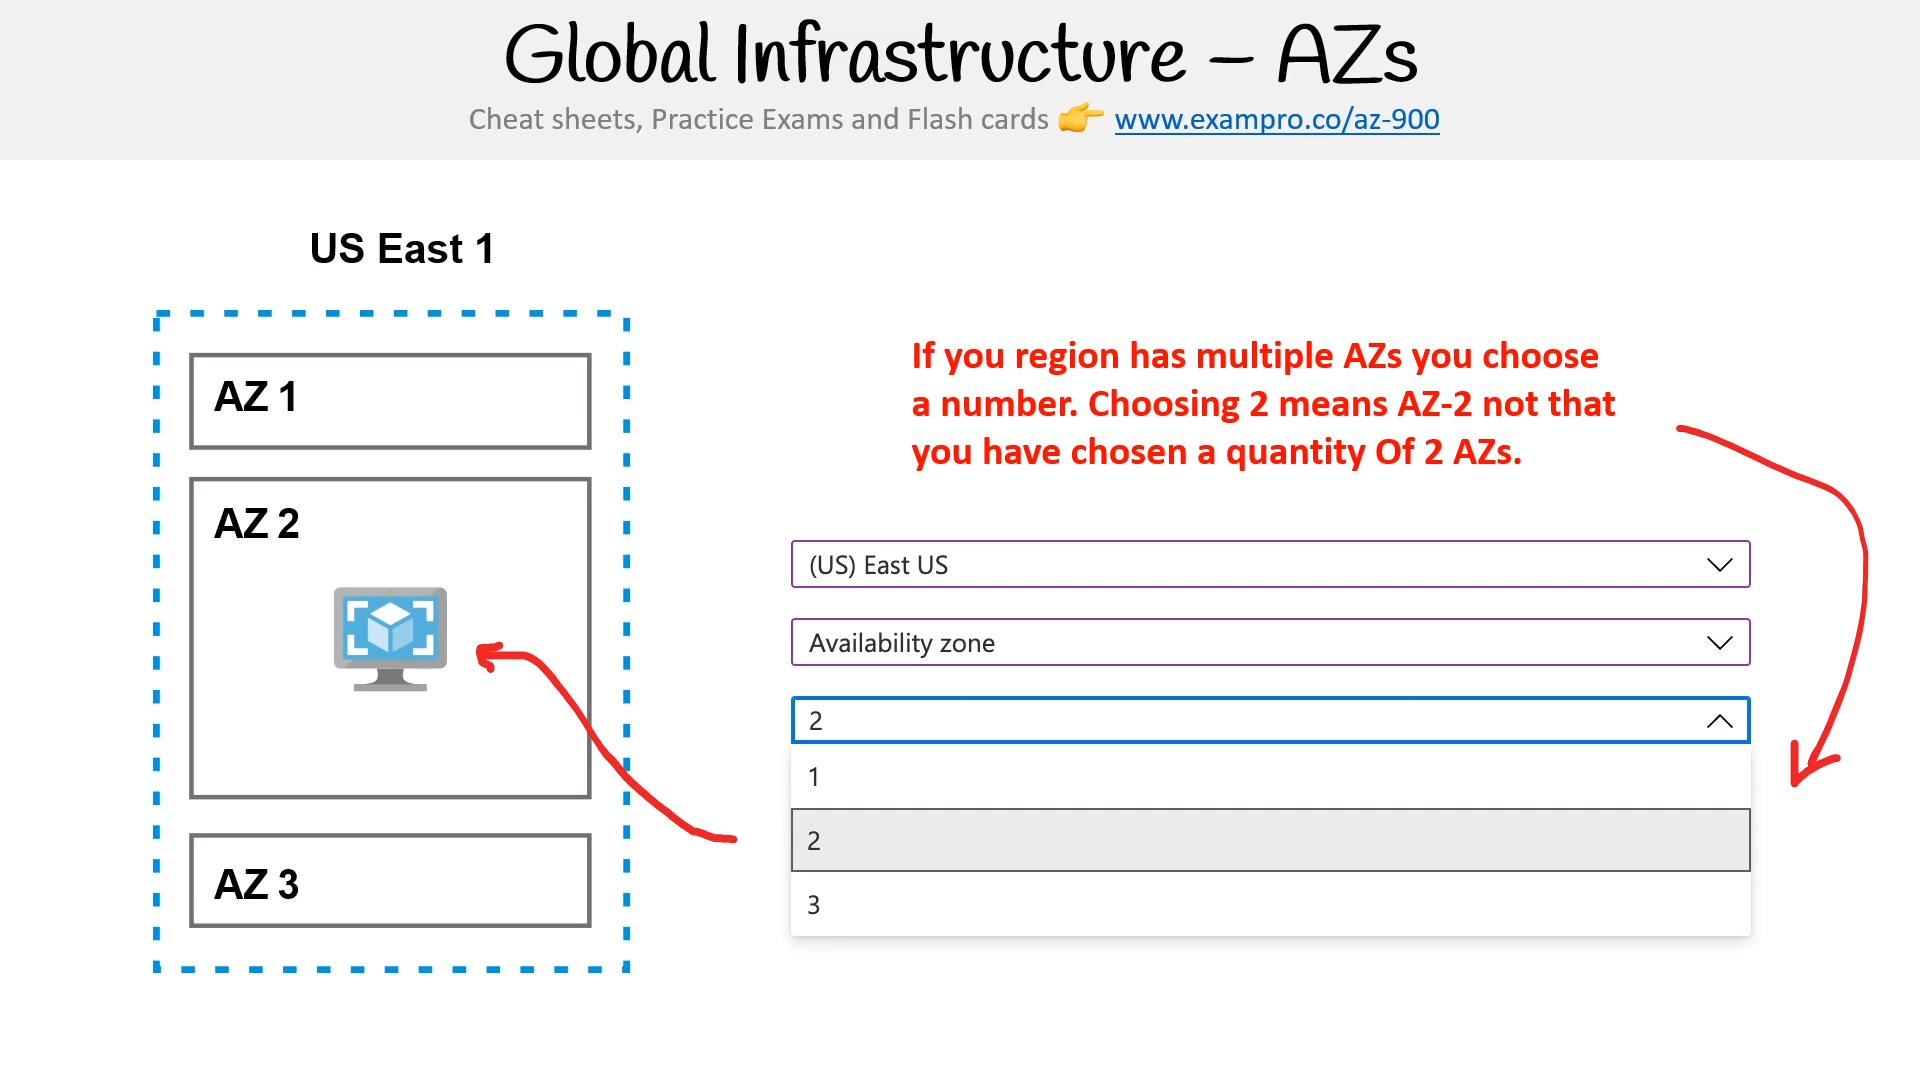 Global Infrastructure – AZs
Cheat sheets, Practice Exams and Flash cards 👉 www.exampro.co/az-900
US East 1
AZ 1
AZ 2
AZ 3
If you region has multiple AZs you choose
a number. Choosing 2 means AZ-2 not that
you have chosen a quantity Of 2 AZs.
(US) East US
Availability zone
2
1
2
3